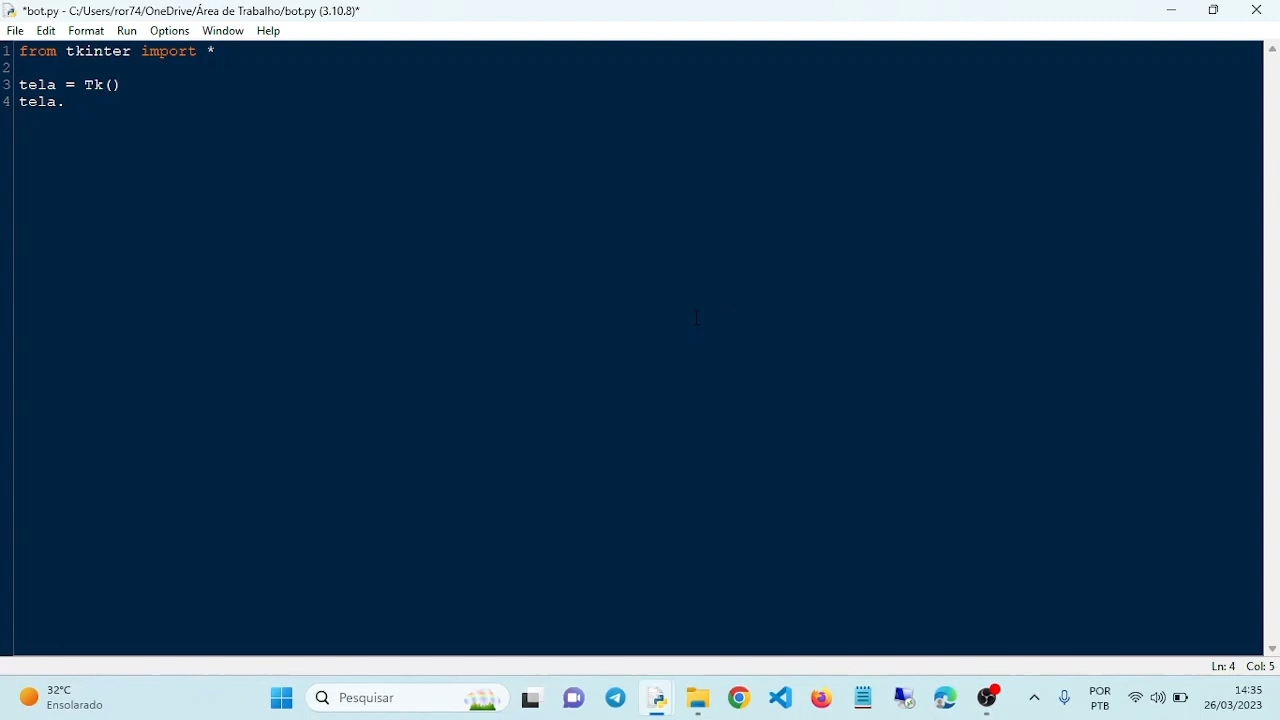 *bot.py - C:/Users/ror74/OneDrive/Área de Trabalho/bot.py (3.10.8)*
File Edit Format Run Options Window Help
1 from tkinter import *
2
3 tela = Tk()
4 tela.
Ln: 4 Col: 5
32°C
Ensolarado
Pesquisar
POR
PTB
14:35
26/03/2023